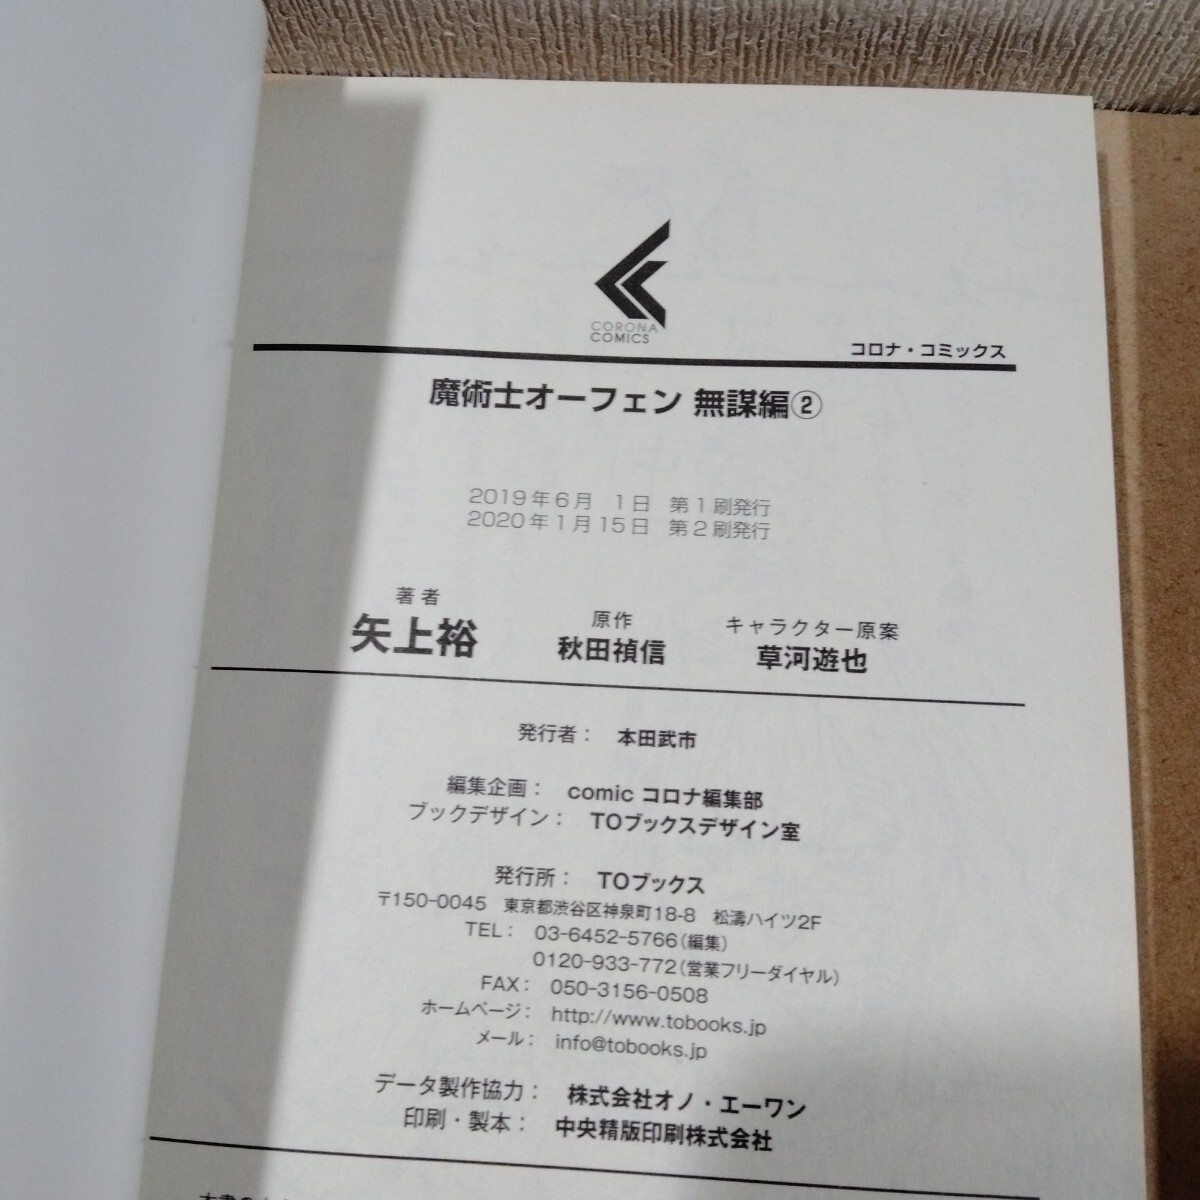 CORONA
COMICS
コロナ・コミックス
魔術士オーフェン 無謀編②
2019年6月 1日 第1刷発行
2020年1月15日 第2刷発行
著者
矢上裕
原作
秋田禎信
キャラクター原案
草河遊也
発行者： 本田武市
編集企画： comic コロナ編集部
ブックデザイン： TOブックスデザイン室
発行所： TOブックス
〒150-0045 東京都渋谷区神泉町18-8 松濤ハイツ2F
TEL： 03-6452-5766（編集）
0120-933-772（営業フリーダイヤル）
FAX： 050-3156-0508
ホームページ： http://www.tobooks.jp
メール： info@tobooks.jp
データ製作協力： 株式会社オノ・エーワン
印刷・製本： 中央精版印刷株式会社